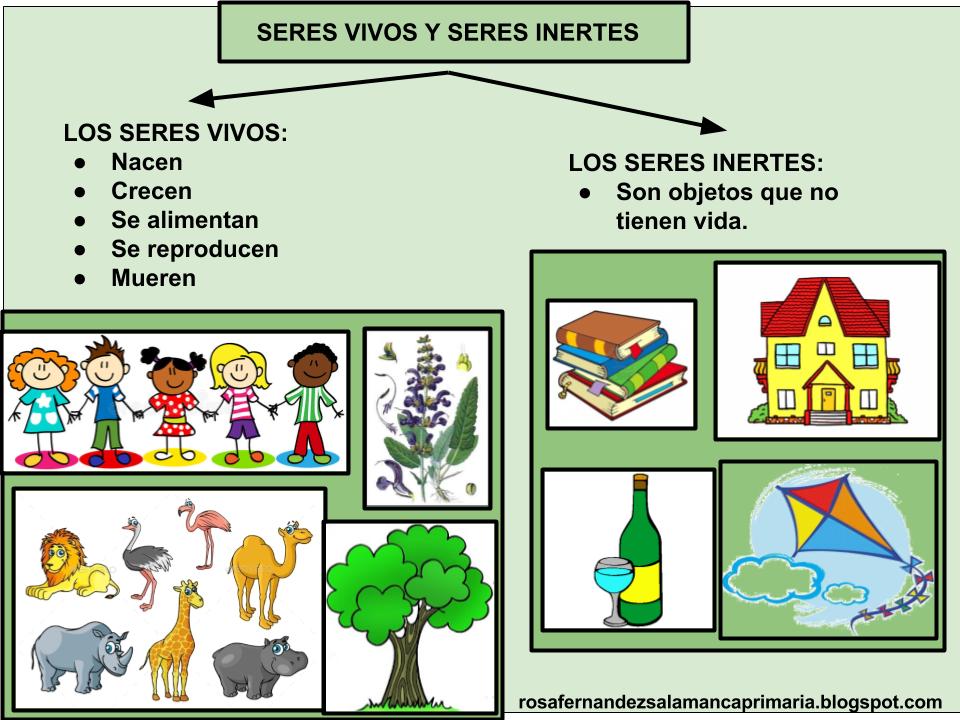 SERES VIVOS Y SERES INERTES
LOS SERES VIVOS:
● Nacen
● Crecen
● Se alimentan
● Se reproducen
● Mueren
LOS SERES INERTES:
● Son objetos que no
tienen vida.
rosafernandezsalamancaprimaria.blogspot.com